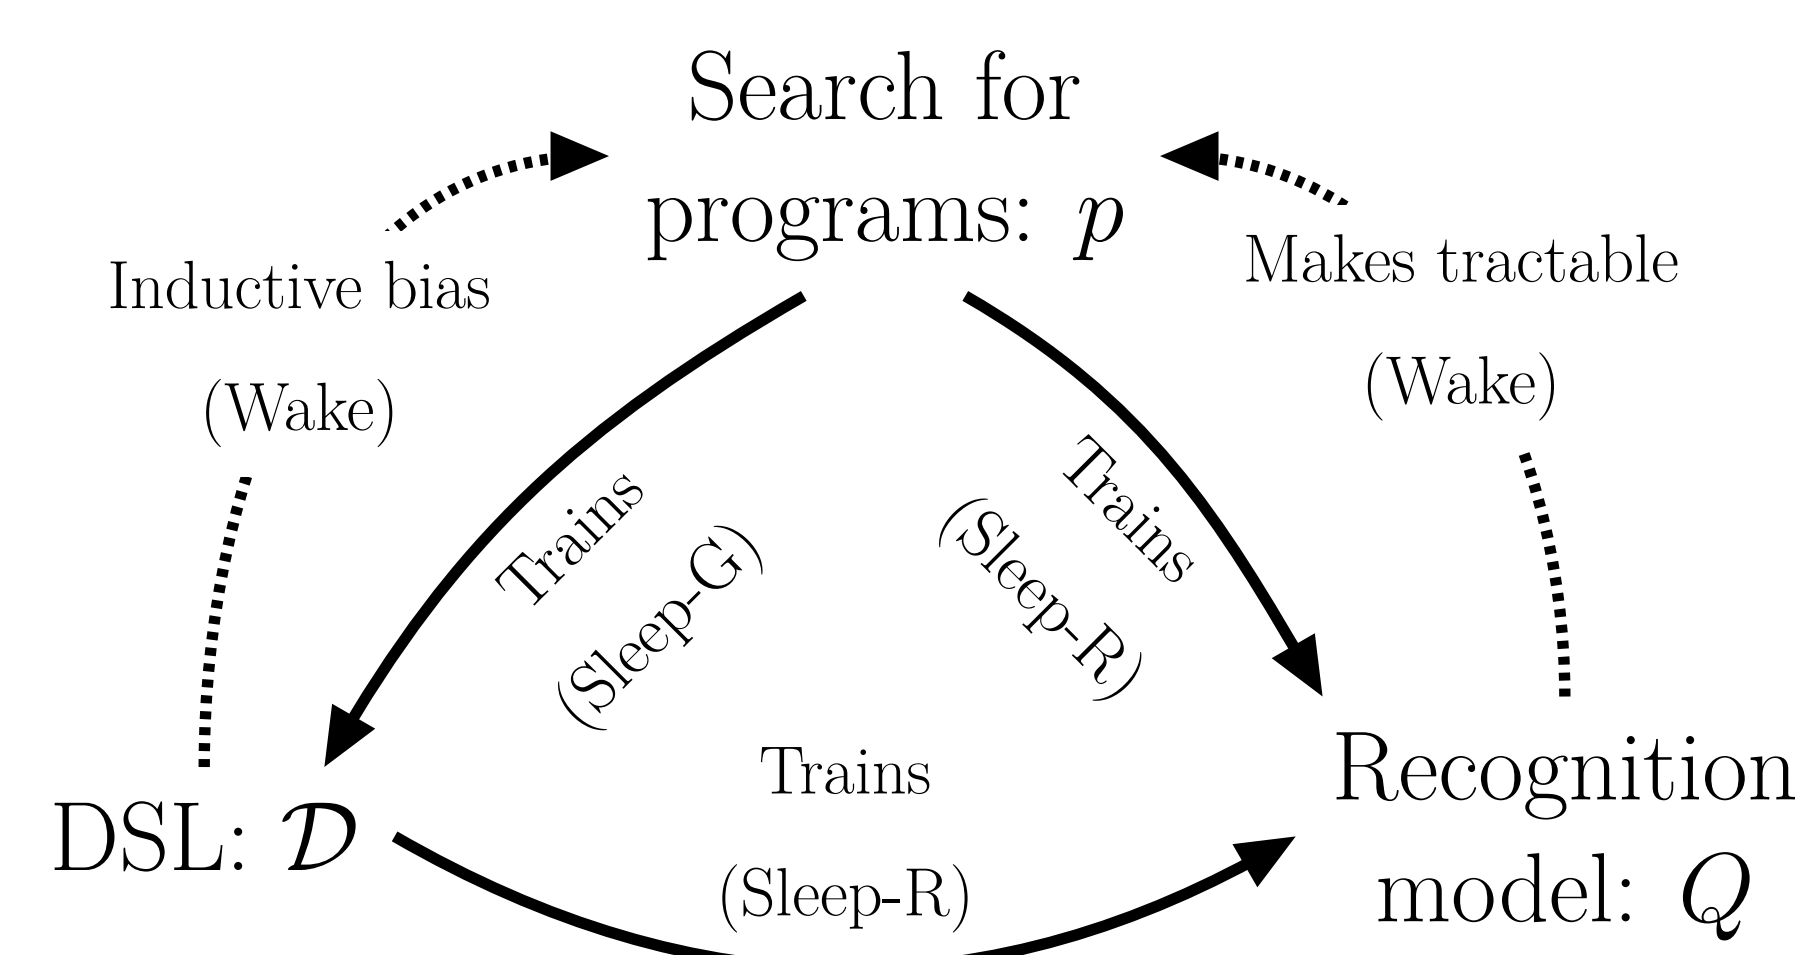 Search for
programs: p
Inductive bias
(Wake)
Makes tractable
(Wake)
Trains
(Sleep-G)
Trains
(Sleep-R)
Trains
(Sleep-R)
DSL: 𝒟
Recognition
model: Q